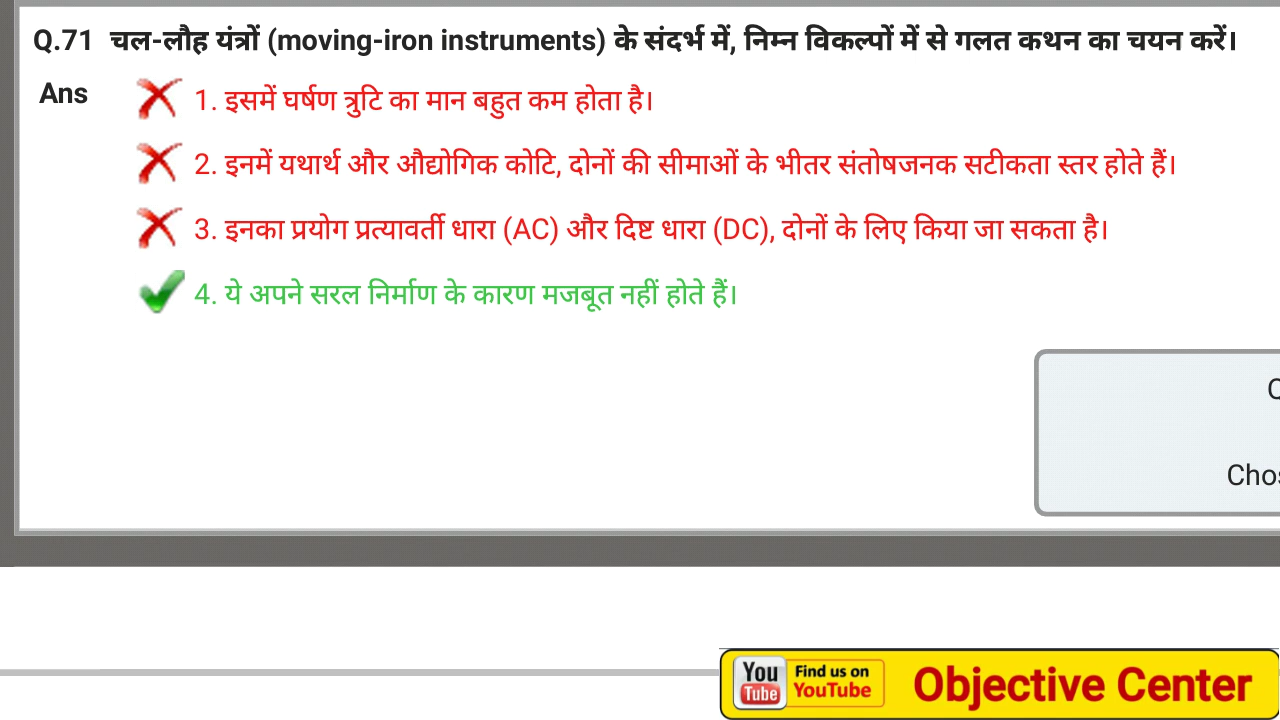 Q.71 चल-लौह यंत्रों (moving-iron instruments) के संदर्भ में, निम्न विकल्पों में से गलत कथन का चयन करें।
Ans 1. इसमें घर्षण त्रुटि का मान बहुत कम होता है।
2. इनमें यथार्थ और औद्योगिक कोटि, दोनों की सीमाओं के भीतर संतोषजनक सटीकता स्तर होते हैं।
3. इनका प्रयोग प्रत्यावर्ती धारा (AC) और दिष्ट धारा (DC), दोनों के लिए किया जा सकता है।
4. ये अपने सरल निर्माण के कारण मजबूत नहीं होते हैं।
Chos
You Tube Find us on YouTube Objective Center